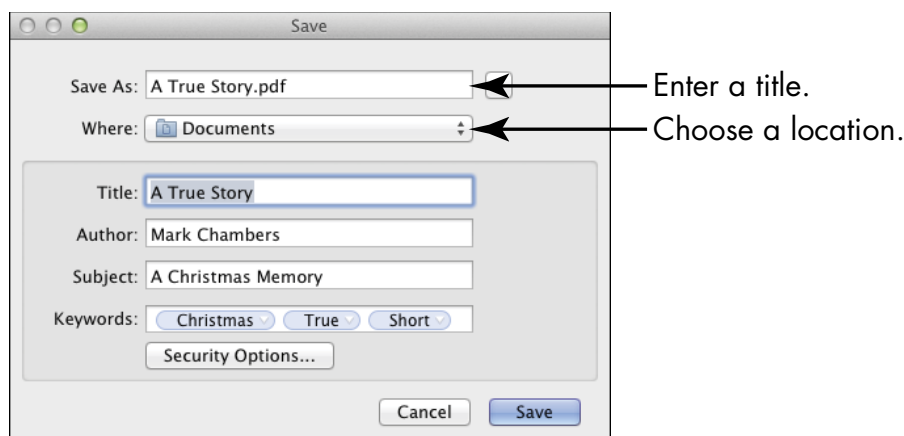 Save
Save As: A True Story.pdf
Enter a title.
Where: Documents
Choose a location.
Title: A True Story
Author: Mark Chambers
Subject: A Christmas Memory
Keywords: Christmas True Short
Security Options...
Cancel Save